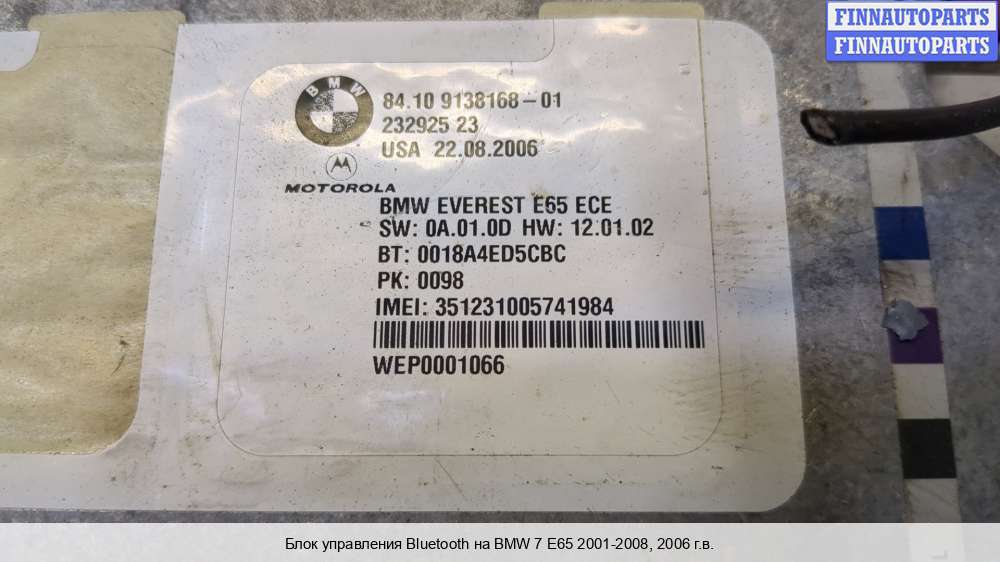 FINNAUTOPARTS
FINNAUTOPARTS
BMW
84.10 9138168-01
232925 23
USA 22.08.2006
MOTOROLA
BMW EVEREST E65 ECE
SW: 0A.01.0D HW: 12.01.02
BT: 0018A4ED5CBC
PK: 0098
IMEI: 351231005741984
WEP0001066
Блок управления Bluetooth на BMW 7 E65 2001-2008, 2006 г.в.